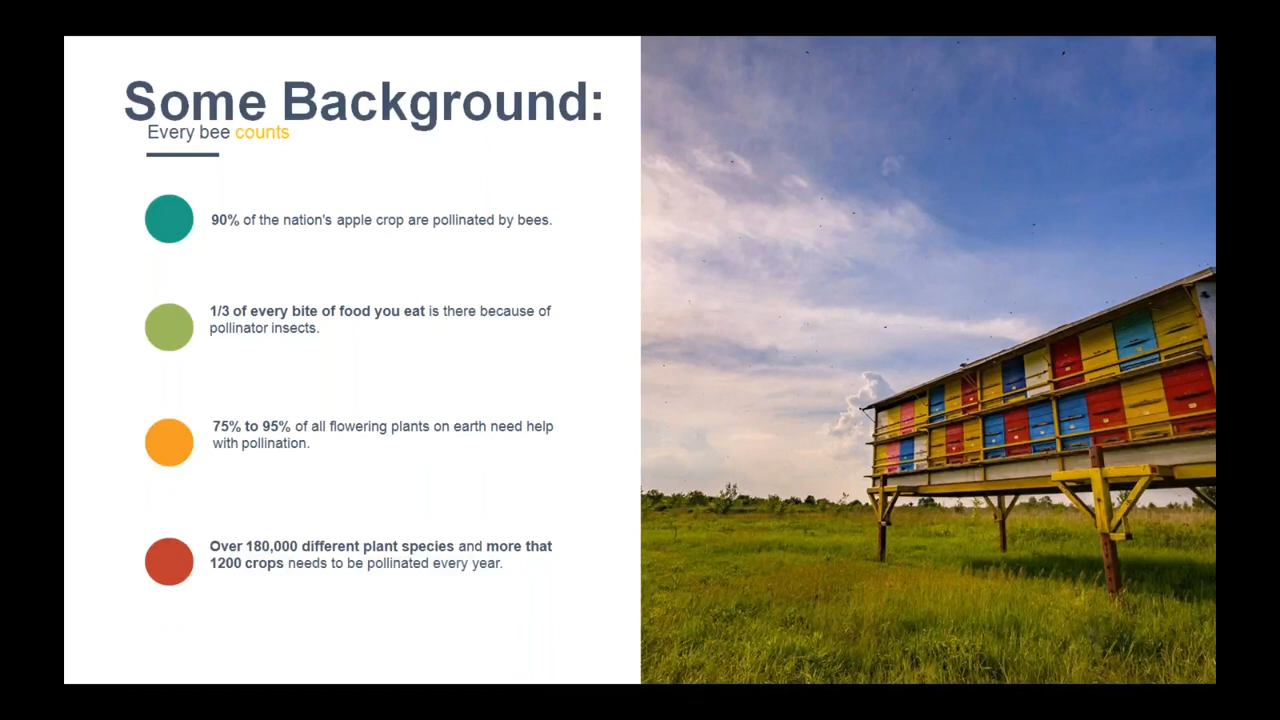 Some Background:
Every bee counts
90% of the nation's apple crop are pollinated by bees.
1/3 of every bite of food you eat is there because of
pollinator insects.
75% to 95% of all flowering plants on earth need help
with pollination.
Over 180,000 different plant species and more that
1200 crops needs to be pollinated every year.